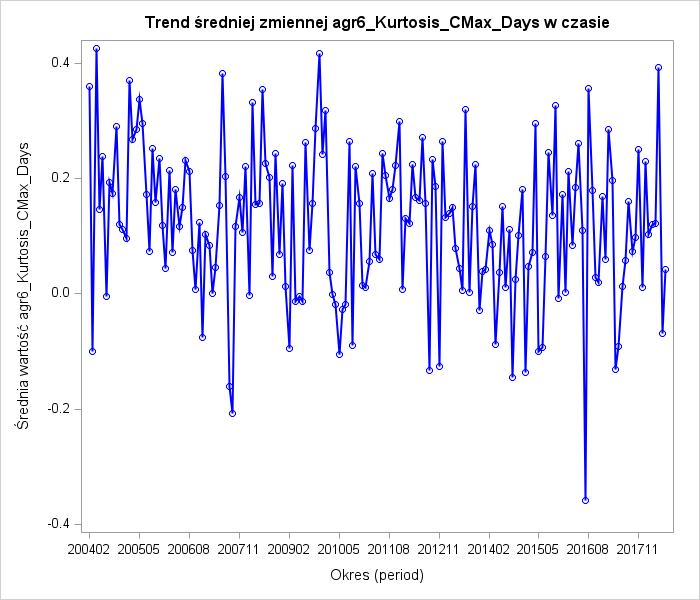 Trend średniej zmiennej agr6_Kurtosis_CMax_Days w czasie
Średnia wartość agr6_Kurtosis_CMax_Days
0.4
0.2
0.0
-0.2
-0.4
200402 200505 200608 200711 200902 201005 201108 201211 201402 201505 201608 201711
Okres (period)